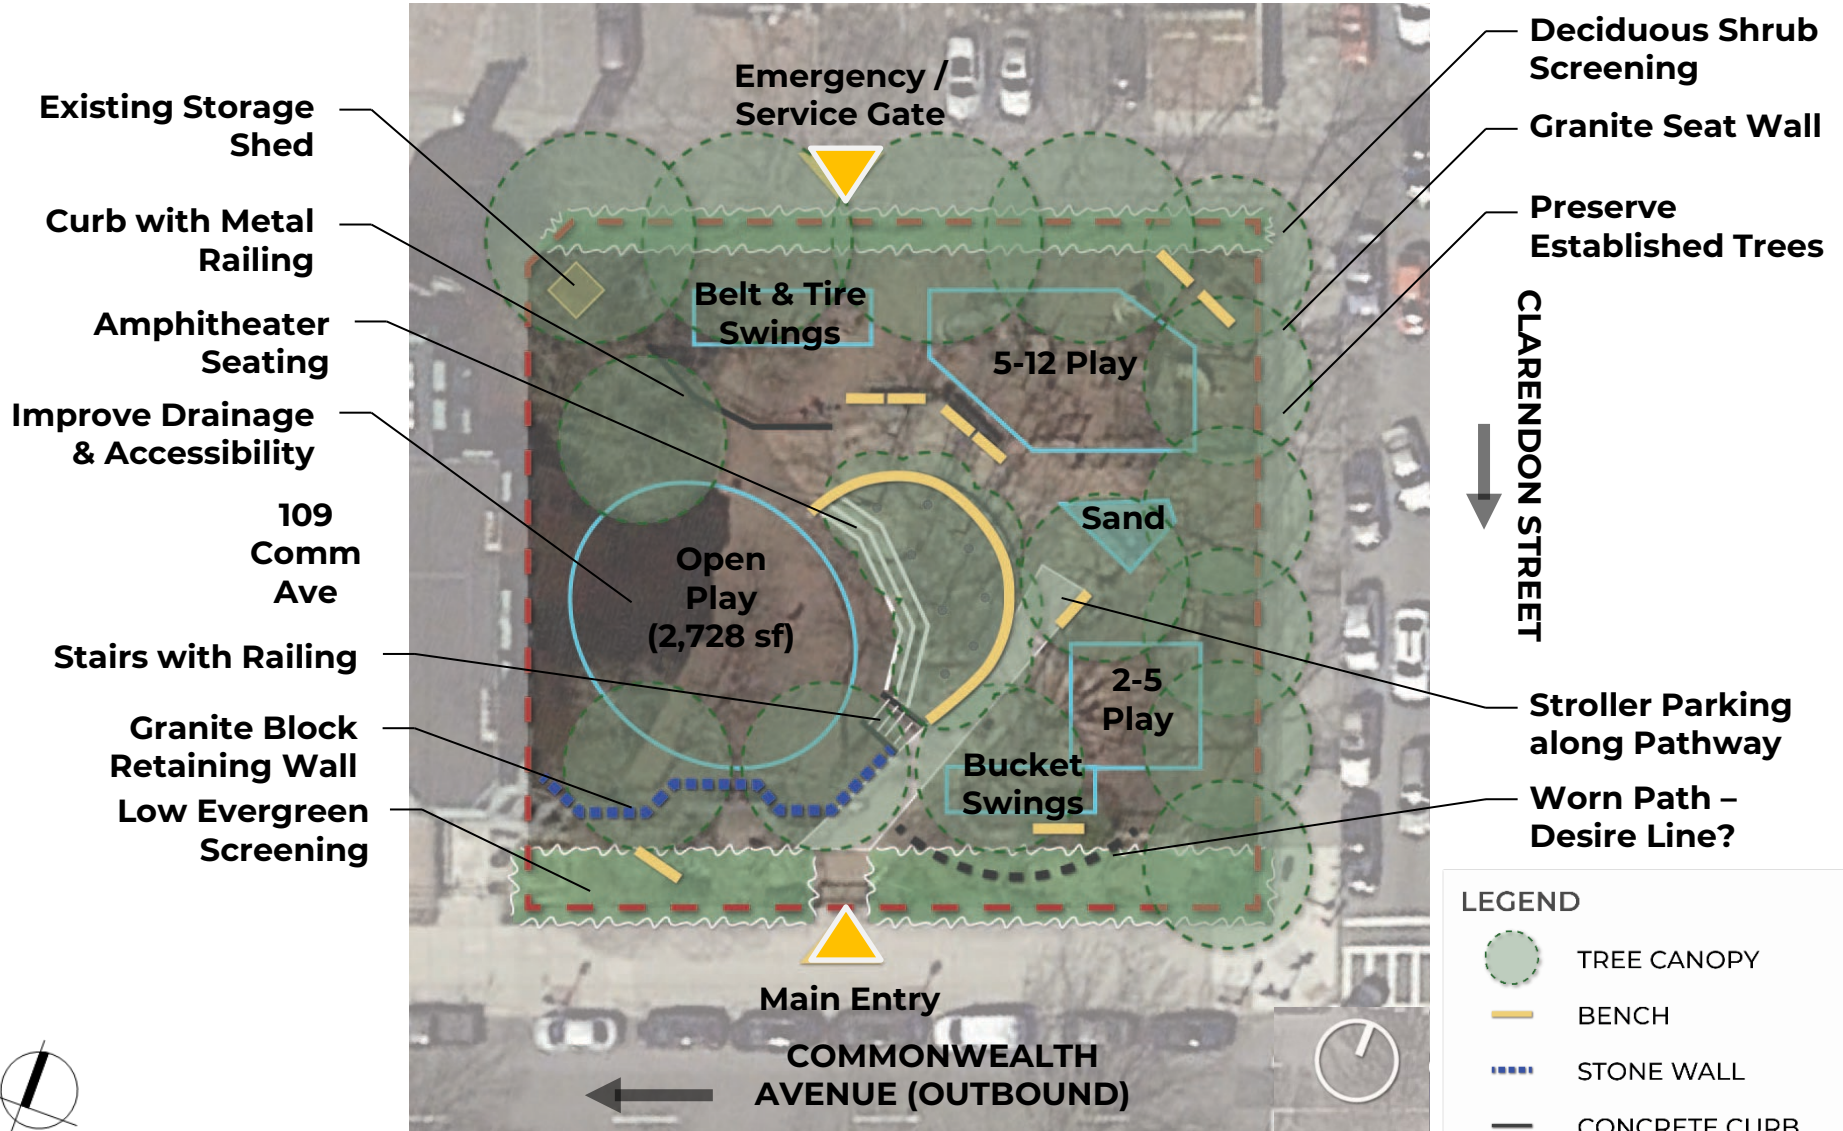 Existing Storage
Shed
Curb with Metal
Railing
Amphitheater
Seating
Improve Drainage
& Accessibility
109
Comm
Ave
Stairs with Railing
Granite Block
Retaining Wall
Low Evergreen
Screening
Emergency /
Service Gate
Belt & Tire
Swings
5-12 Play
Sand
Open
Play
(2,728 sf)
2-5
Play
Bucket
Swings
Main Entry
COMMONWEALTH
AVENUE (OUTBOUND)
Deciduous Shrub
Screening
Granite Seat Wall
Preserve
Established Trees
CLARENDON STREET
Stroller Parking
along Pathway
Worn Path –
Desire Line?
LEGEND
TREE CANOPY
BENCH
STONE WALL
CONCRETE CURB